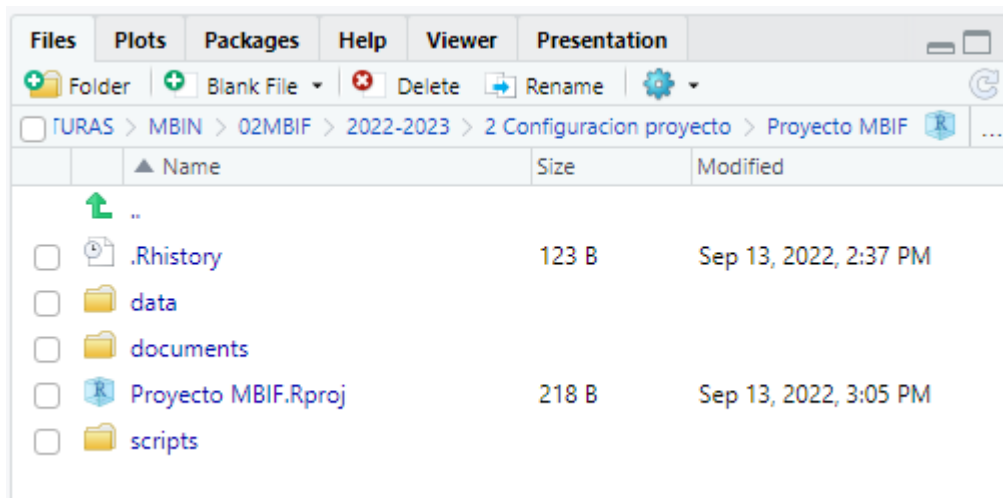 Files Plots Packages Help Viewer Presentation
Folder Blank File Delete Rename
TURAS > MBIN > 02MBIF > 2022-2023 > 2 Configuracion proyecto > Proyecto MBIF R ...
Name Size Modified
..
.Rhistory 123 B Sep 13, 2022, 2:37 PM
data
documents
R Proyecto MBIF.Rproj 218 B Sep 13, 2022, 3:05 PM
scripts